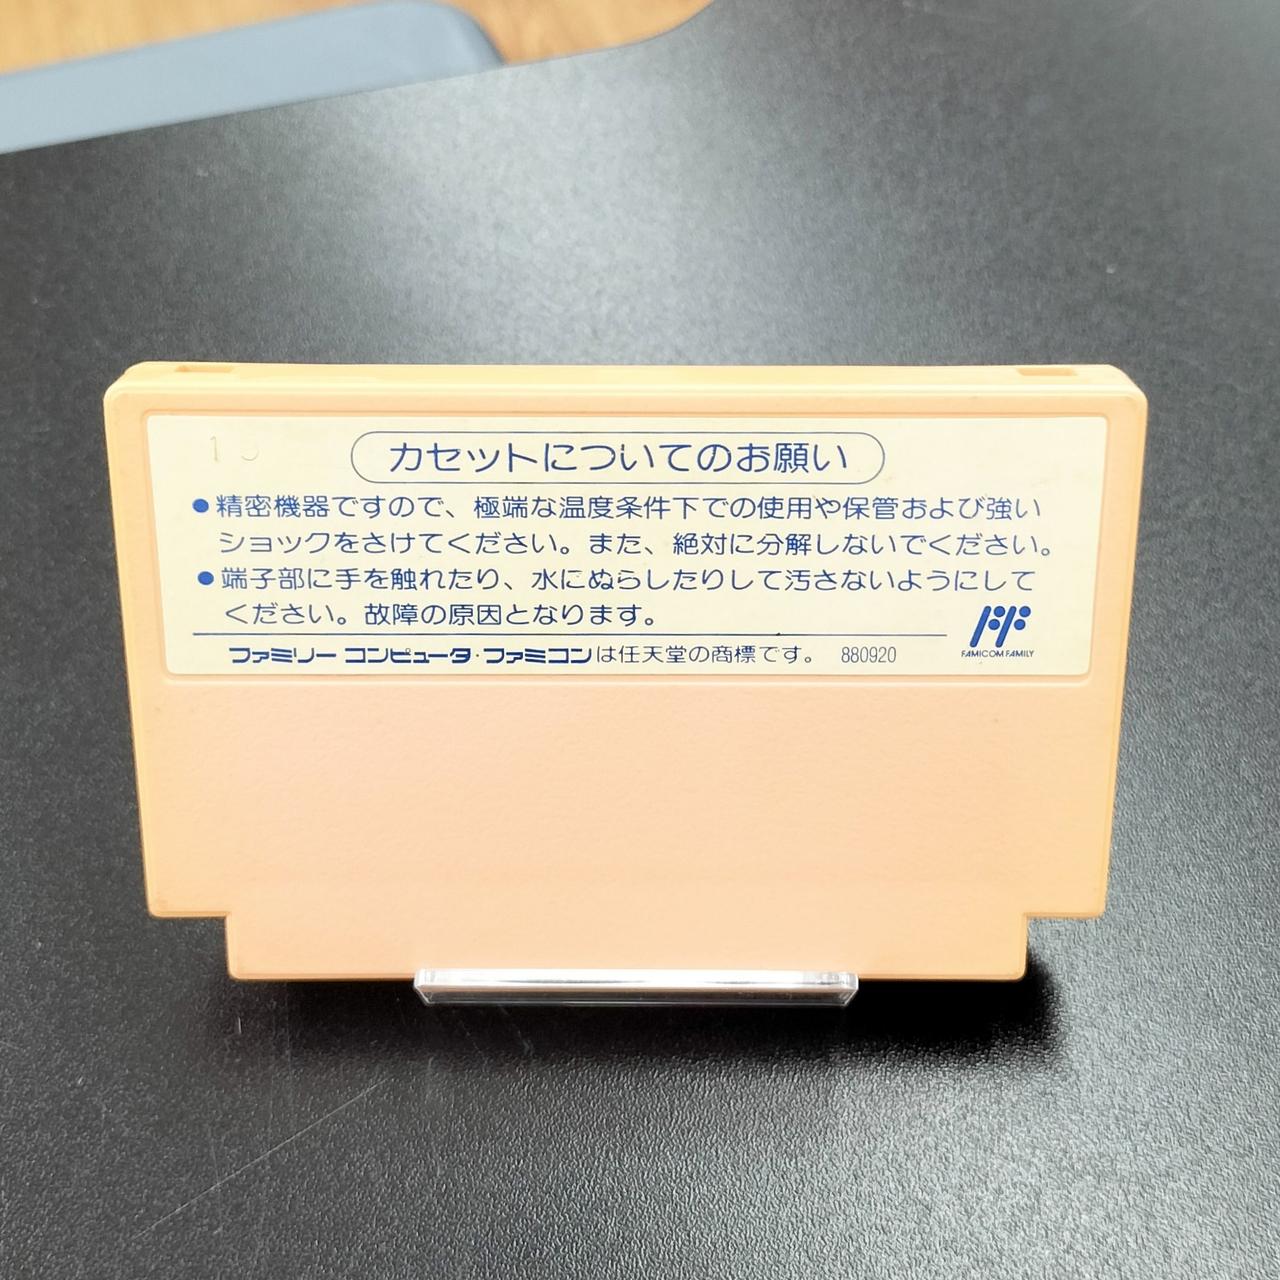 カセットについてのお願い
●精密機器ですので、極端な温度条件下での使用や保管および強い
ショックをさけてください。また、絶対に分解しないでください。
●端子部に手を触れたり、水にぬらしたりして汚さないようにして
ください。故障の原因となります。
FAMICOM FAMILY
ファミリー コンピュータ・ファミコンは任天堂の商標です。 880920